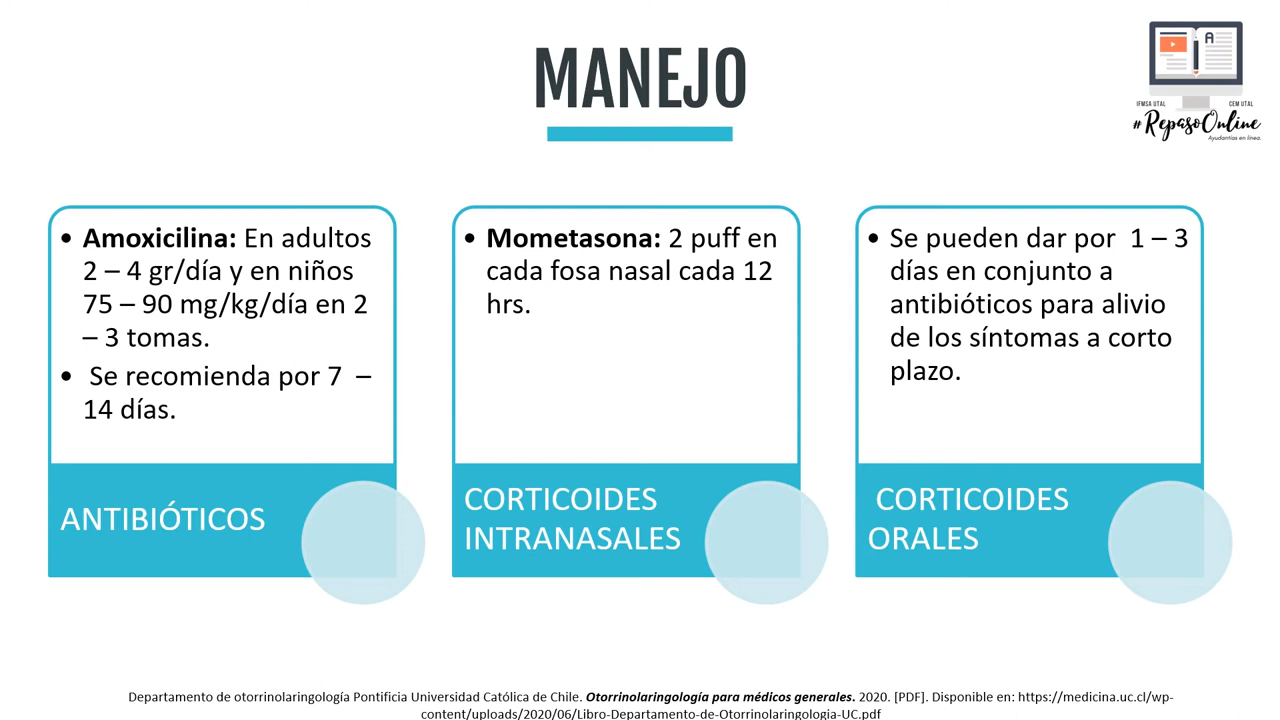 MANEJO
A
IFMSA UTAL
CEM UTAL
#RepasoOnline
Ayudantías en línea.
• Amoxicilina: En adultos
2 – 4 gr/día y en niños
75 – 90 mg/kg/día en 2
– 3 tomas.
• Se recomienda por 7 –
14 días.
ANTIBIÓTICOS
• Mometasona: 2 puff en
cada fosa nasal cada 12
hrs.
CORTICOIDES
INTRANASALES
• Se pueden dar por 1 – 3
días en conjunto a
antibióticos para alivio
de los síntomas a corto
plazo.
CORTICOIDES
ORALES
Departamento de otorrinolaringología Pontificia Universidad Católica de Chile. Otorrinolaringología para médicos generales. 2020. [PDF]. Disponible en: https://medicina.uc.cl/wp-
content/uploads/2020/06/Libro-Departamento-de-Otorrinolaringologia-UC.pdf